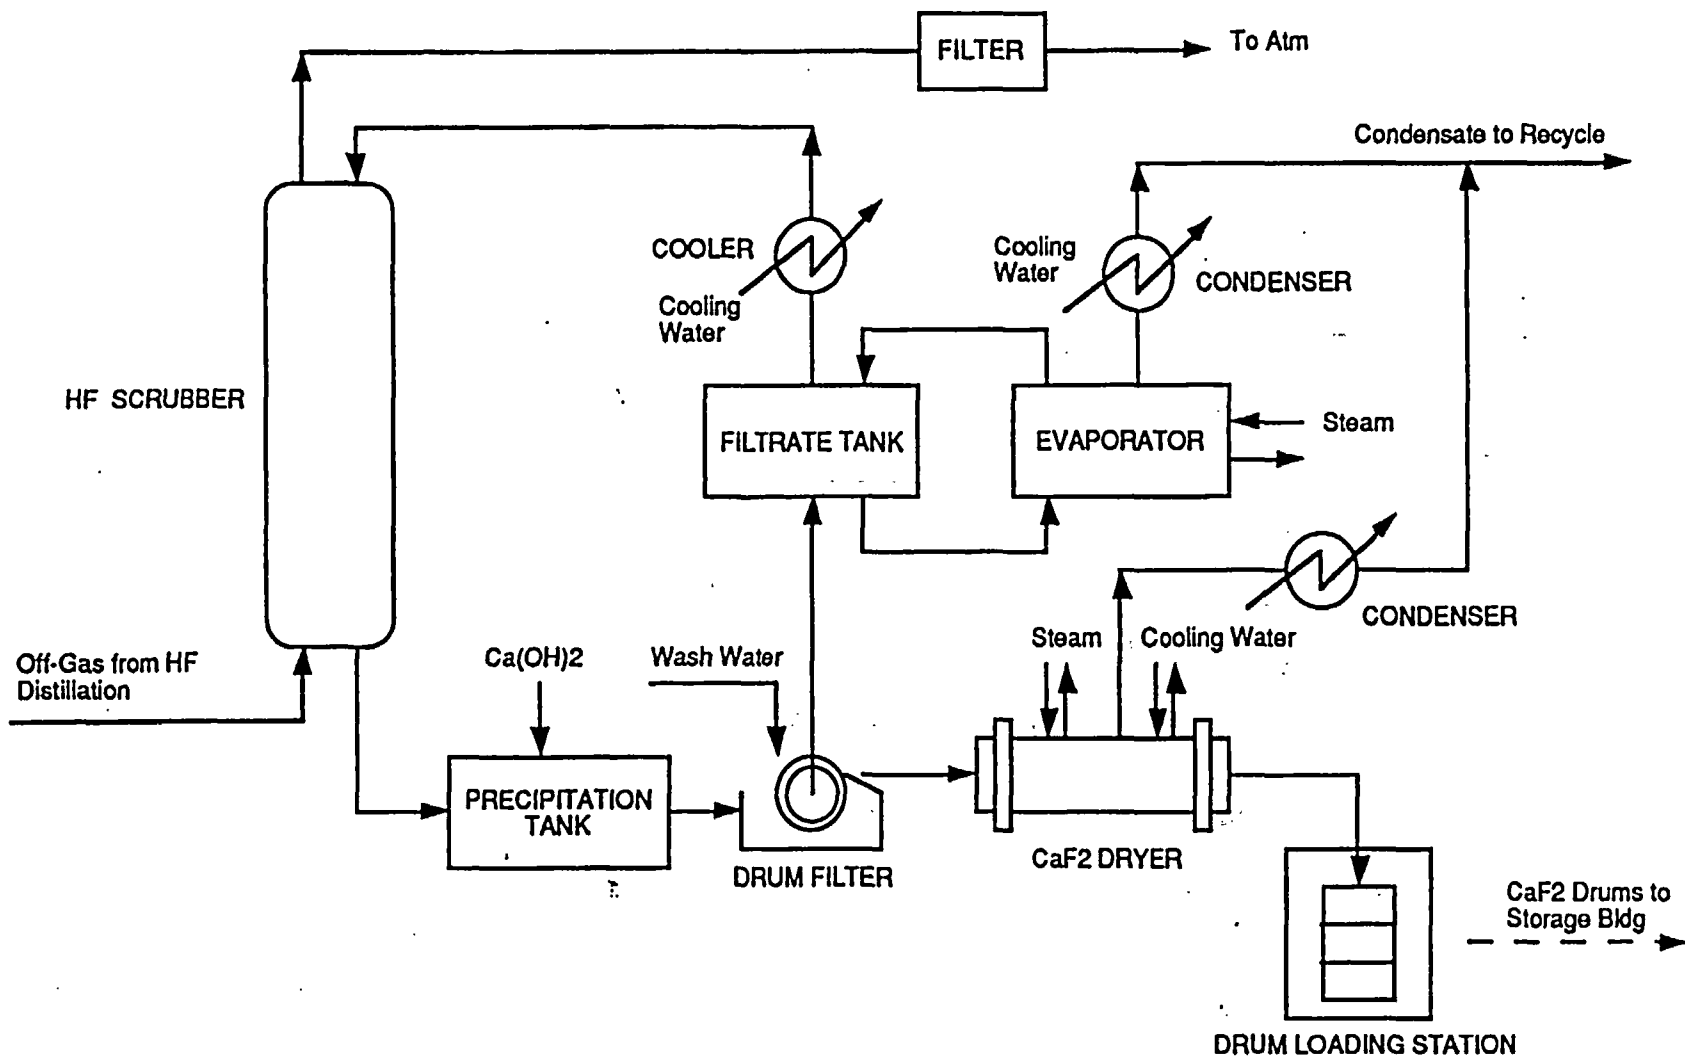 FILTER
To Atm
Condensate to Recycle
COOLER
Cooling
Water
Cooling
Water
CONDENSER
HF SCRUBBER
FILTRATE TANK
EVAPORATOR
Steam
CONDENSER
Off-Gas from HF
Distillation
Ca(OH)2
Wash Water
Steam
Cooling Water
PRECIPITATION
TANK
DRUM FILTER
CaF2 DRYER
CaF2 Drums to
Storage Bldg
DRUM LOADING STATION